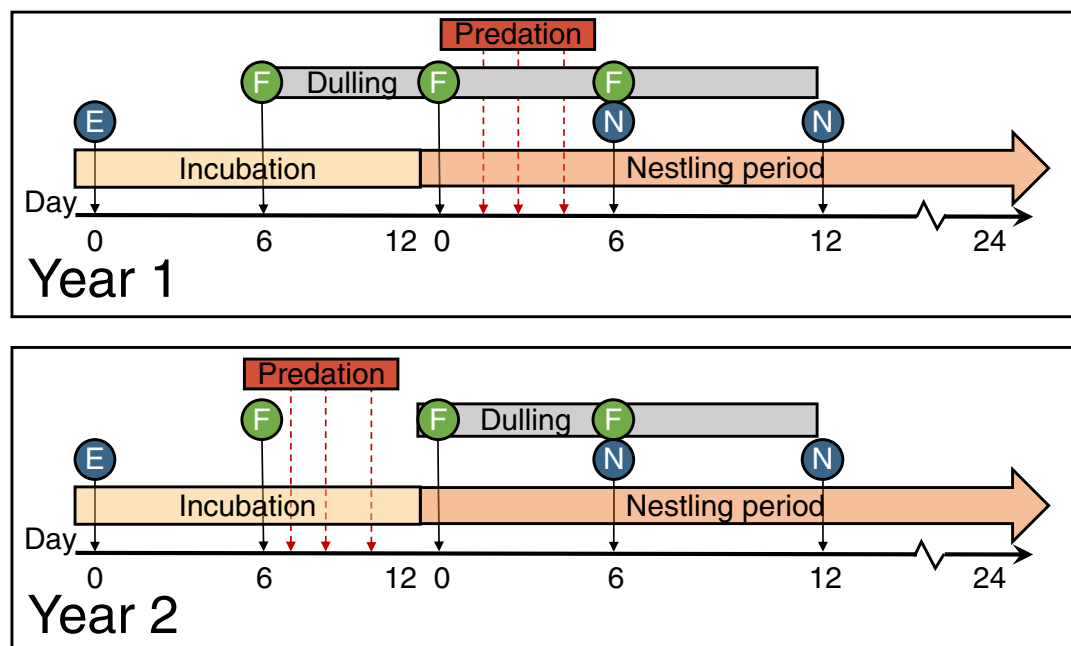 Predation
F Dulling F F
E N N
Incubation Nestling period
Day
0 6 12 0 6 12 24
Year 1
Predation
F F Dulling F
E N N
Incubation Nestling period
Day
0 6 12 0 6 12 24
Year 2